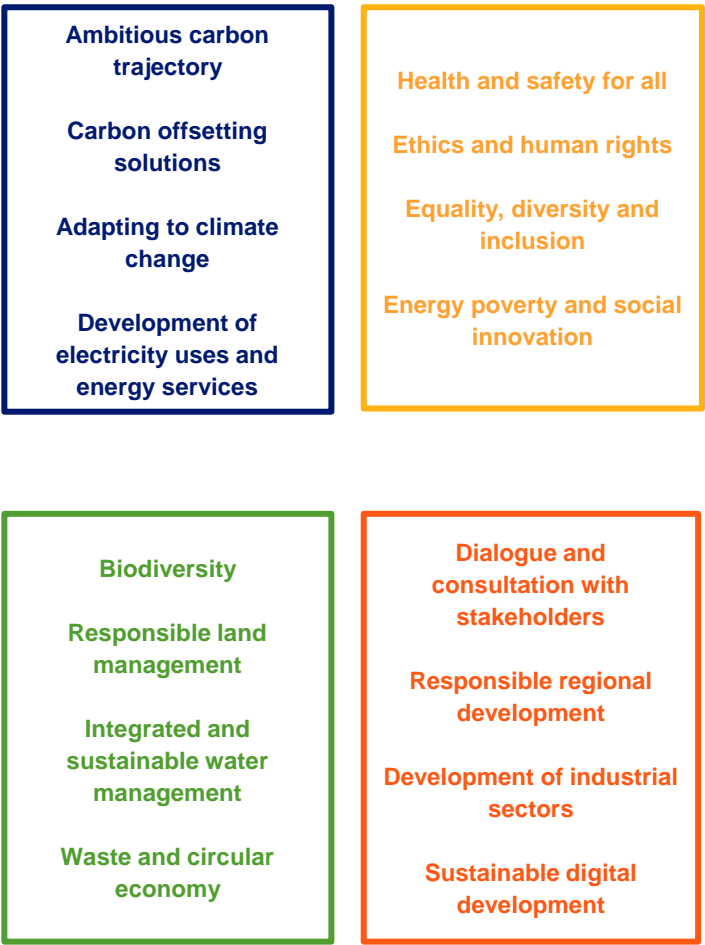 Ambitious carbon
trajectory
Carbon offsetting
solutions
Adapting to climate
change
Development of
electricity uses and
energy services
Health and safety for all
Ethics and human rights
Equality, diversity and
inclusion
Energy poverty and social
innovation
Biodiversity
Responsible land
management
Integrated and
sustainable water
management
Waste and circular
economy
Dialogue and
consultation with
stakeholders
Responsible regional
development
Development of industrial
sectors
Sustainable digital
development